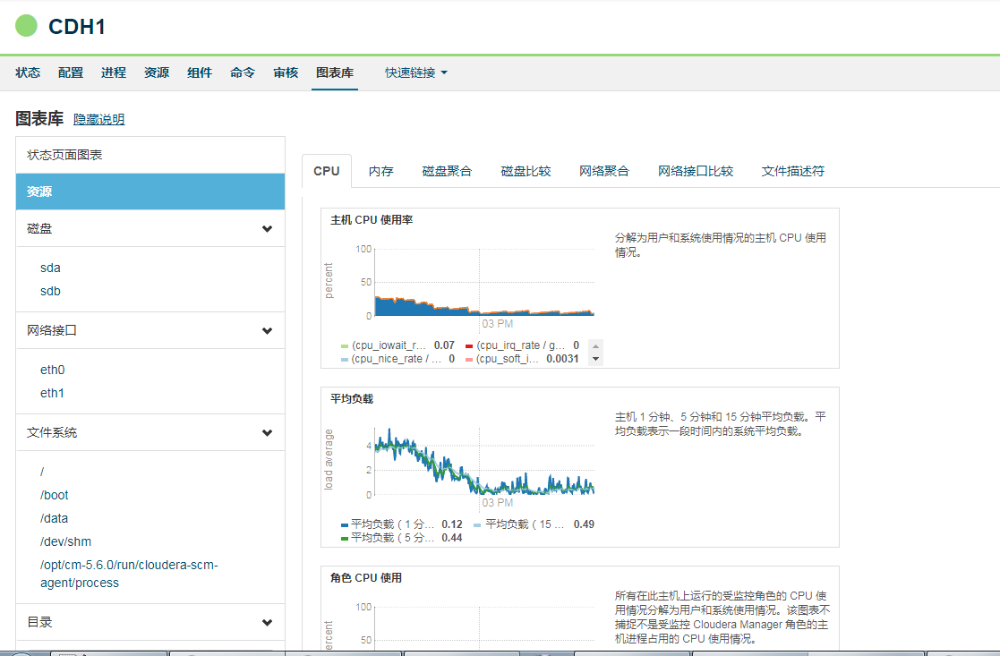 CDH1
状态 配置 进程 资源 组件 命令 审核 图表库 快速链接
图表库 隐藏说明
状态页面图表
资源
磁盘
sda
sdb
网络接口
eth0
eth1
文件系统
/
/boot
/data
/dev/shm
/opt/cm-5.6.0/run/cloudera-scm-
agent/process
目录
CPU 内存 磁盘聚合 磁盘比较 网络聚合 网络接口比较 文件描述符
主机 CPU 使用率
percent
100
50
0
03 PM
(cpu_iowait_r... 0.07 (cpu_irq_rate / g... 0
(cpu_nice_rate / ... 0 (cpu_soft_i... 0.0031
分解为用户和系统使用情况的主机 CPU 使用
情况。
平均负载
load average
4
2
0
03 PM
平均负载 ( 1 分... 0.12 平均负载 ( 15 ... 0.49
平均负载 ( 5 分... 0.44
主机 1 分钟、5 分钟和 15 分钟平均负载。平
均负载表示一段时间内的系统平均负载。
角色 CPU 使用
100
50
所有在此主机上运行的受监控角色的 CPU 使
用情况分解为用户和系统使用情况。该图表不
捕捉不是受监控 Cloudera Manager 角色的主
机进程占用的 CPU 使用情况。